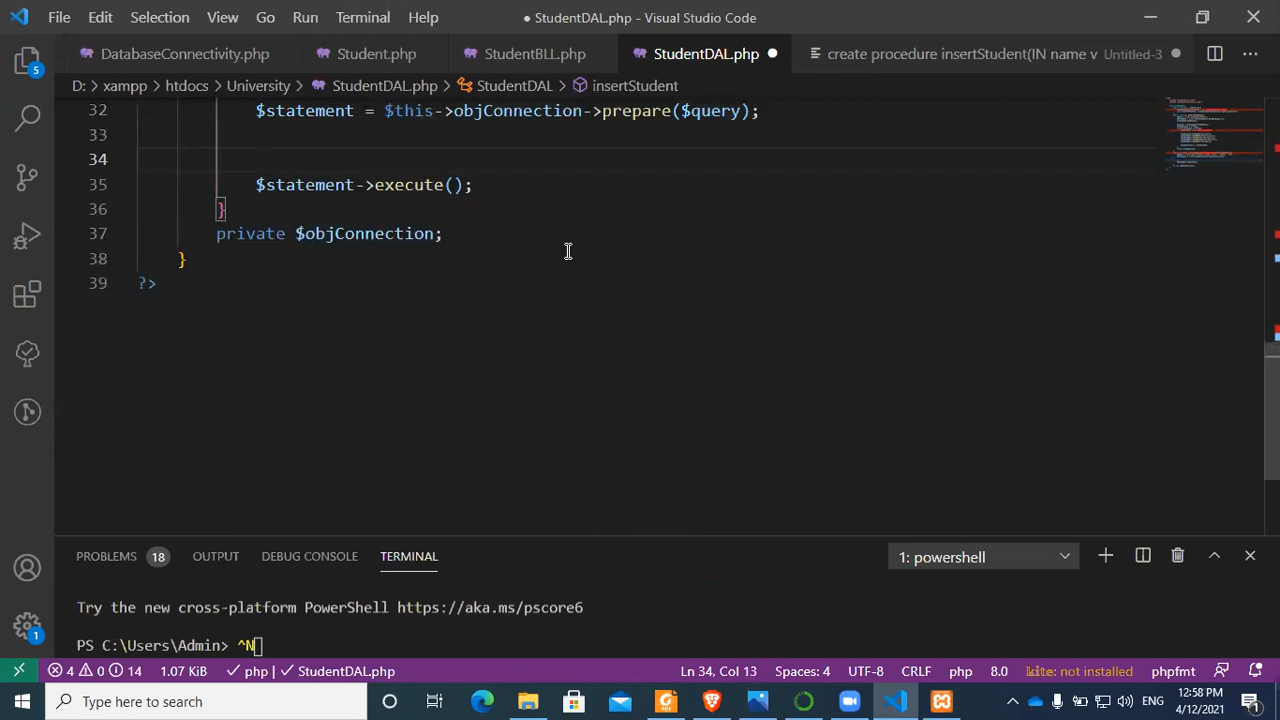 File Edit Selection View Go Run Terminal Help ● StudentDAL.php - Visual Studio Code
DatabaseConnectivity.php Student.php StudentBLL.php StudentDAL.php create procedure insertStudent(IN name v Untitled-3
5
D: > xampp > htdocs > University > StudentDAL.php > StudentDAL > insertStudent
32 $statement = $this->objConnection->prepare($query);
33
34
35 $statement->execute();
36 }
37 private $objConnection;
38 }
39 ?>
PROBLEMS 18 OUTPUT DEBUG CONSOLE TERMINAL 1: powershell
Try the new cross-platform PowerShell https://aka.ms/pscore6
1
PS C:\Users\Admin> ^N
4 0 14 1.07 KiB php StudentDAL.php Ln 34, Col 13 Spaces: 4 UTF-8 CRLF php 8.0 kite: not installed phpfmt
Type here to search ENG 12:58 PM
4/12/2021 1